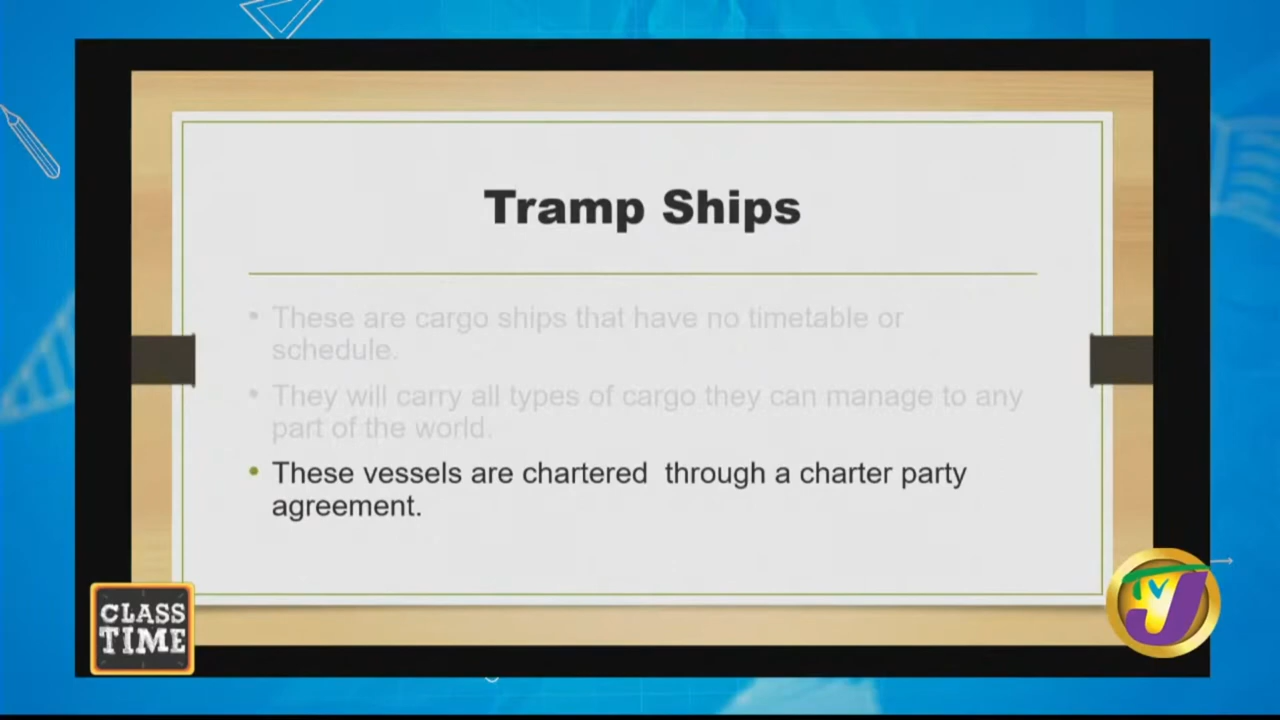 Tramp Ships
• These are cargo ships that have no timetable or
schedule.
• They will carry all types of cargo they can manage to any
part of the world.
• These vessels are chartered  through a charter party
agreement.
CLASS
TIME
TVJ